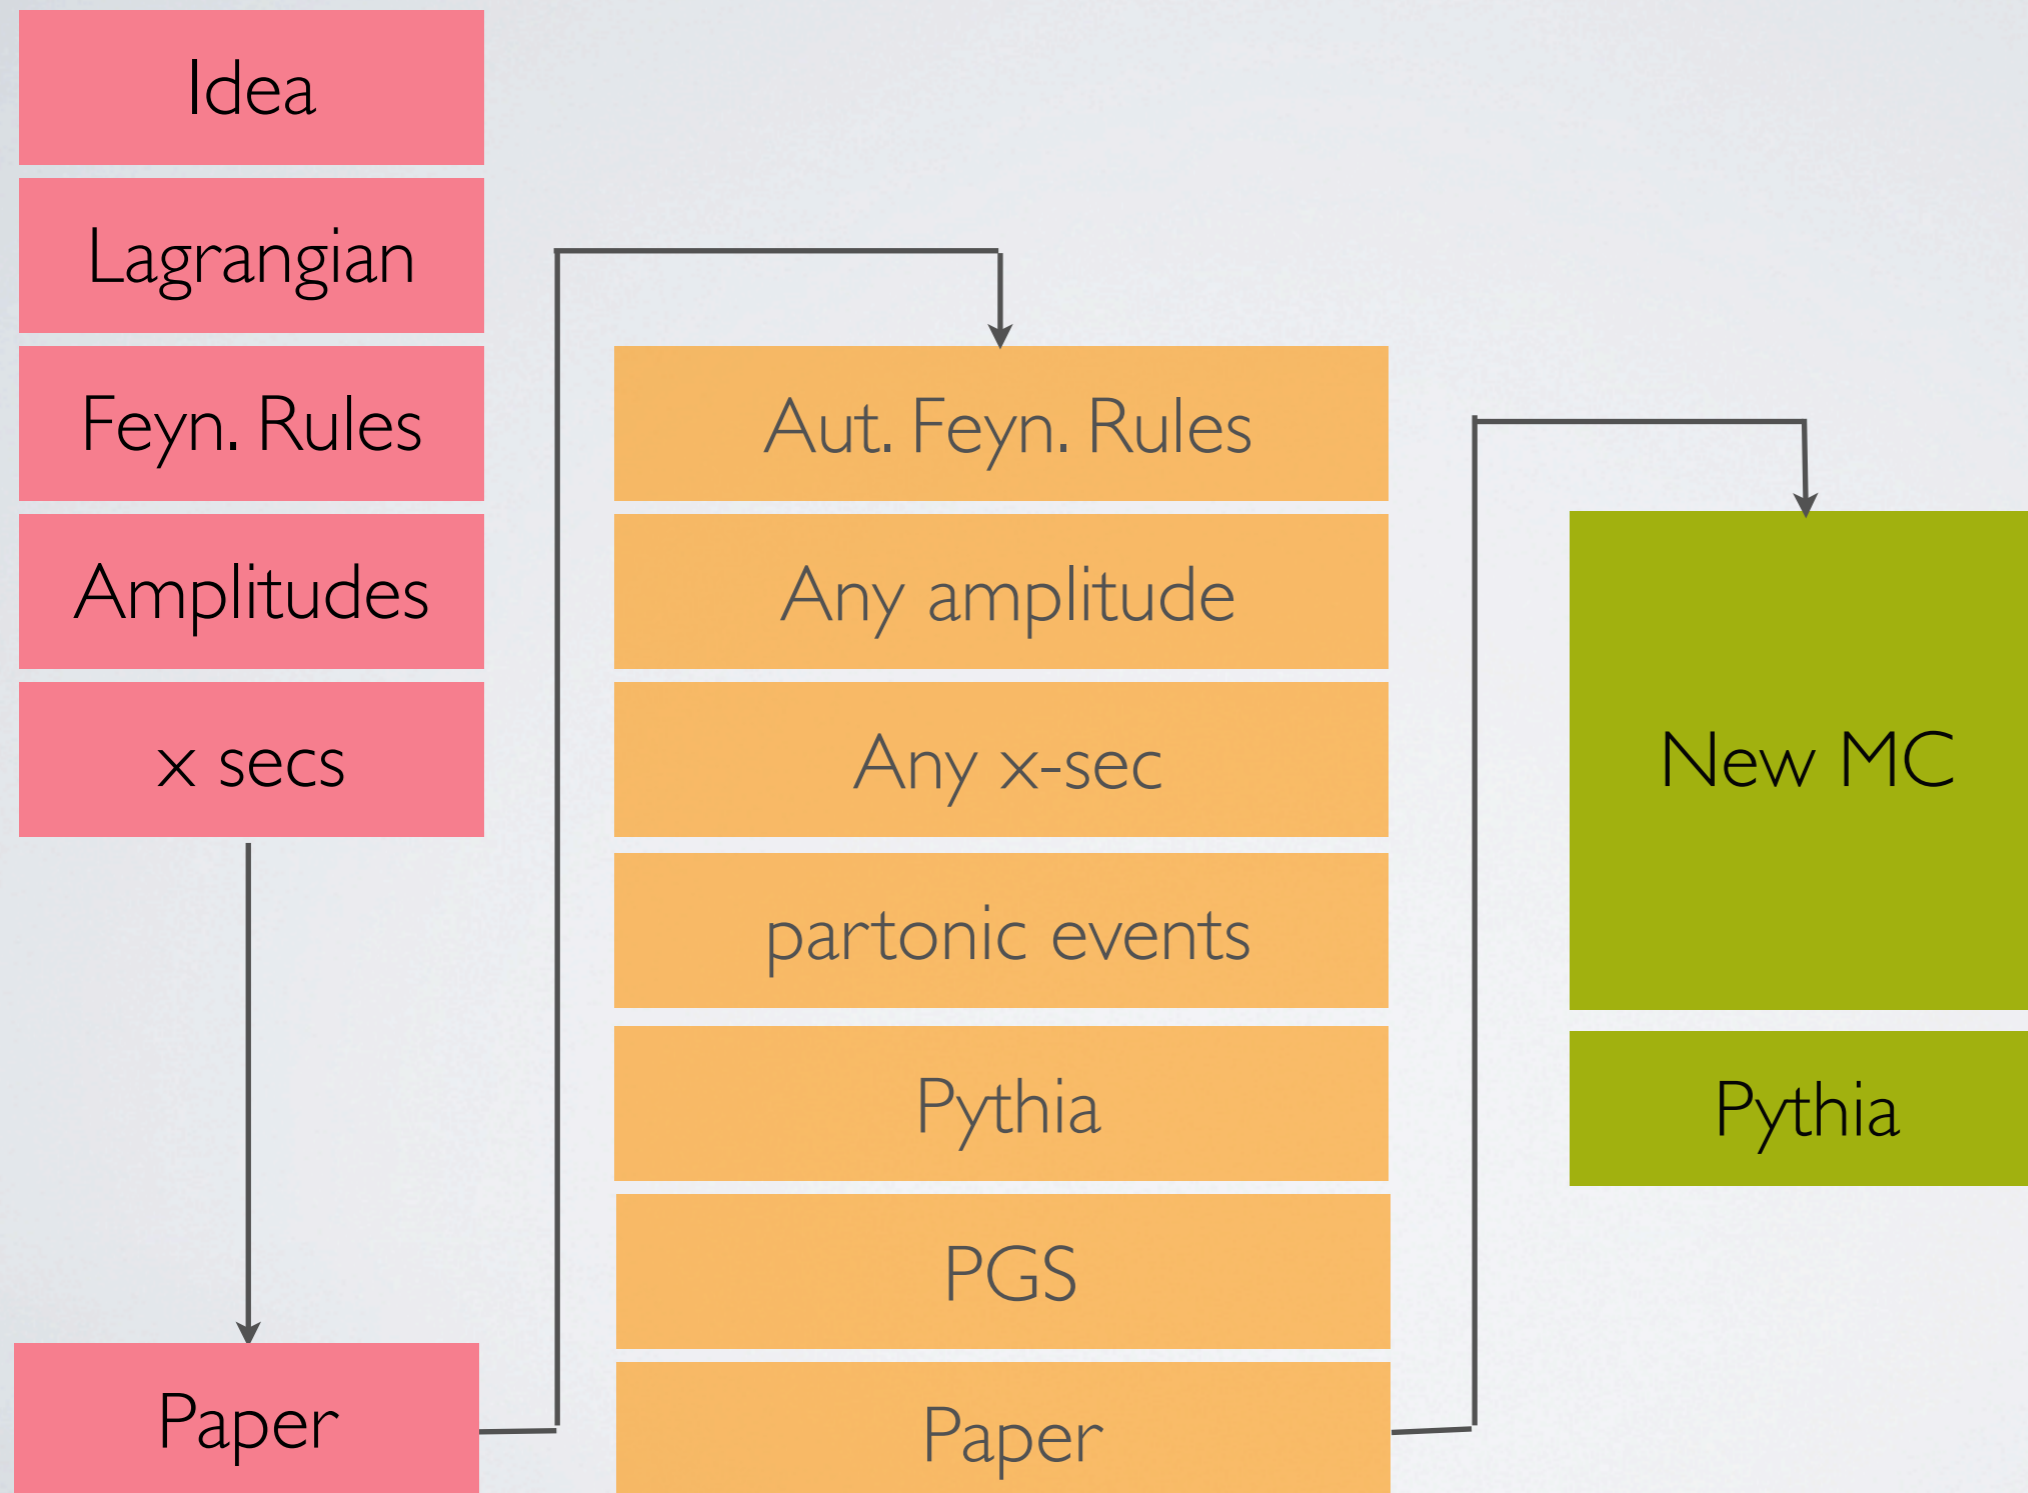 Idea
Lagrangian
Feyn. Rules
Amplitudes
x secs
Paper
Aut. Feyn. Rules
Any amplitude
Any x-sec
partonic events
Pythia
PGS
Paper
New MC
Pythia